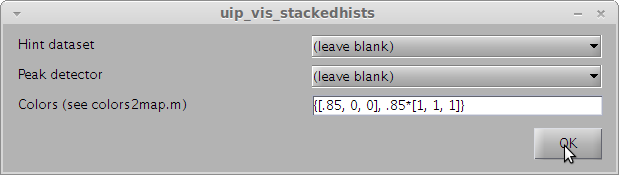 uip_vis_stackedhists
Hint dataset (leave blank)
Peak detector (leave blank)
Colors (see colors2map.m) {[.85, 0, 0], .85*[1, 1, 1]}
OK